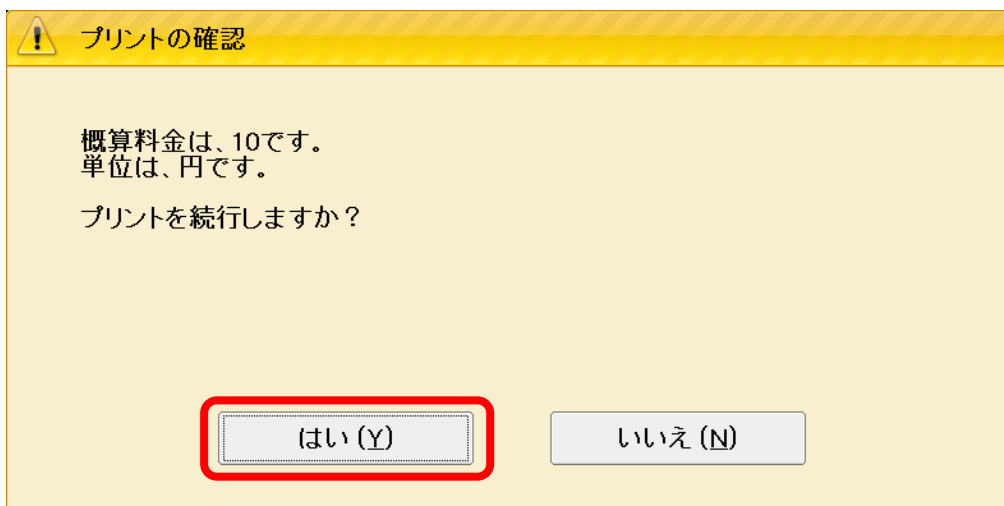 プリントの確認
概算料金は、10です。
単位は、円です。
プリントを続行しますか？
はい(Y)
いいえ(N)